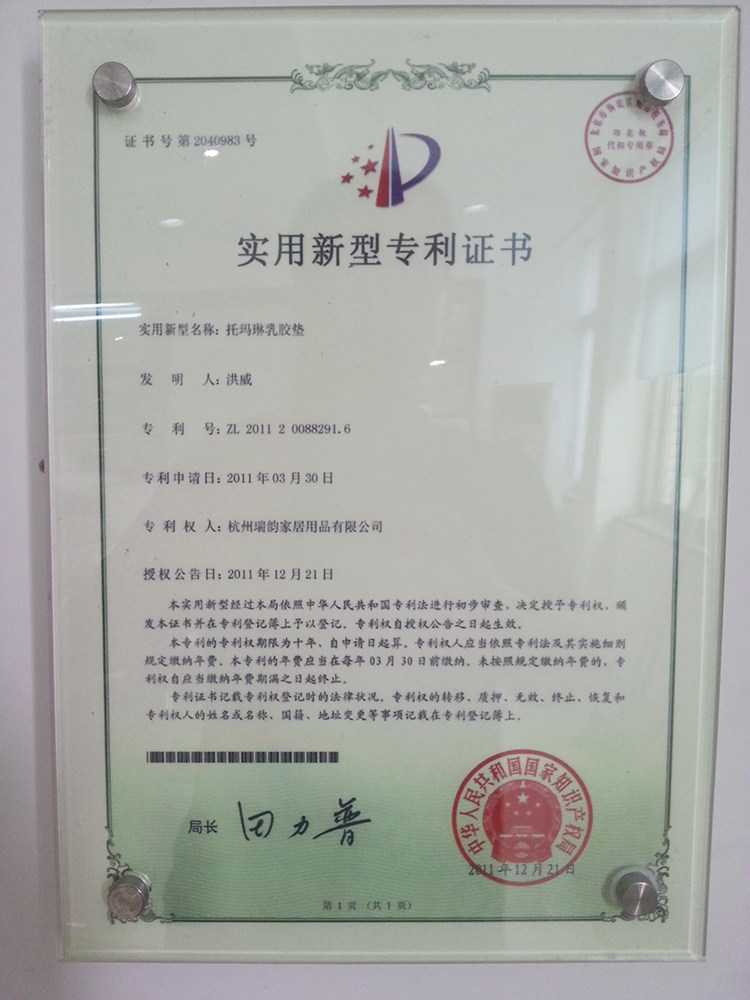 证书号第2040983号
印花税
代扣专用章
国家知识产权局
实用新型专利证书
实用新型名称：托玛琳乳胶垫
发 明 人：洪威
专 利 号：ZL 2011 2 0088291.6
专利申请日：2011年03月30日
专 利 权 人：杭州瑞韵家居用品有限公司
授权公告日：2011年12月21日
本实用新型经过本局依照中华人民共和国专利法进行初步审查，决定授予专利权，颁
发本证书并在专利登记簿上予以登记。专利权自授权公告之日起生效。
本专利的专利权期限为十年，自申请日起算。专利权人应当依照专利法及其实施细则
规定缴纳年费。本专利的年费应当在每年03月30日前缴纳。未按照规定缴纳年费的，专
利权自应当缴纳年费期满之日起终止。
专利证书记载专利权登记时的法律状况。专利权的转移、质押、无效、终止、恢复和
专利权人的姓名或名称、国籍、地址变更等事项记载在专利登记簿上。
局长 田力普
中华人民共和国国家知识产权局
2011年12月21日
第1页（共1页）